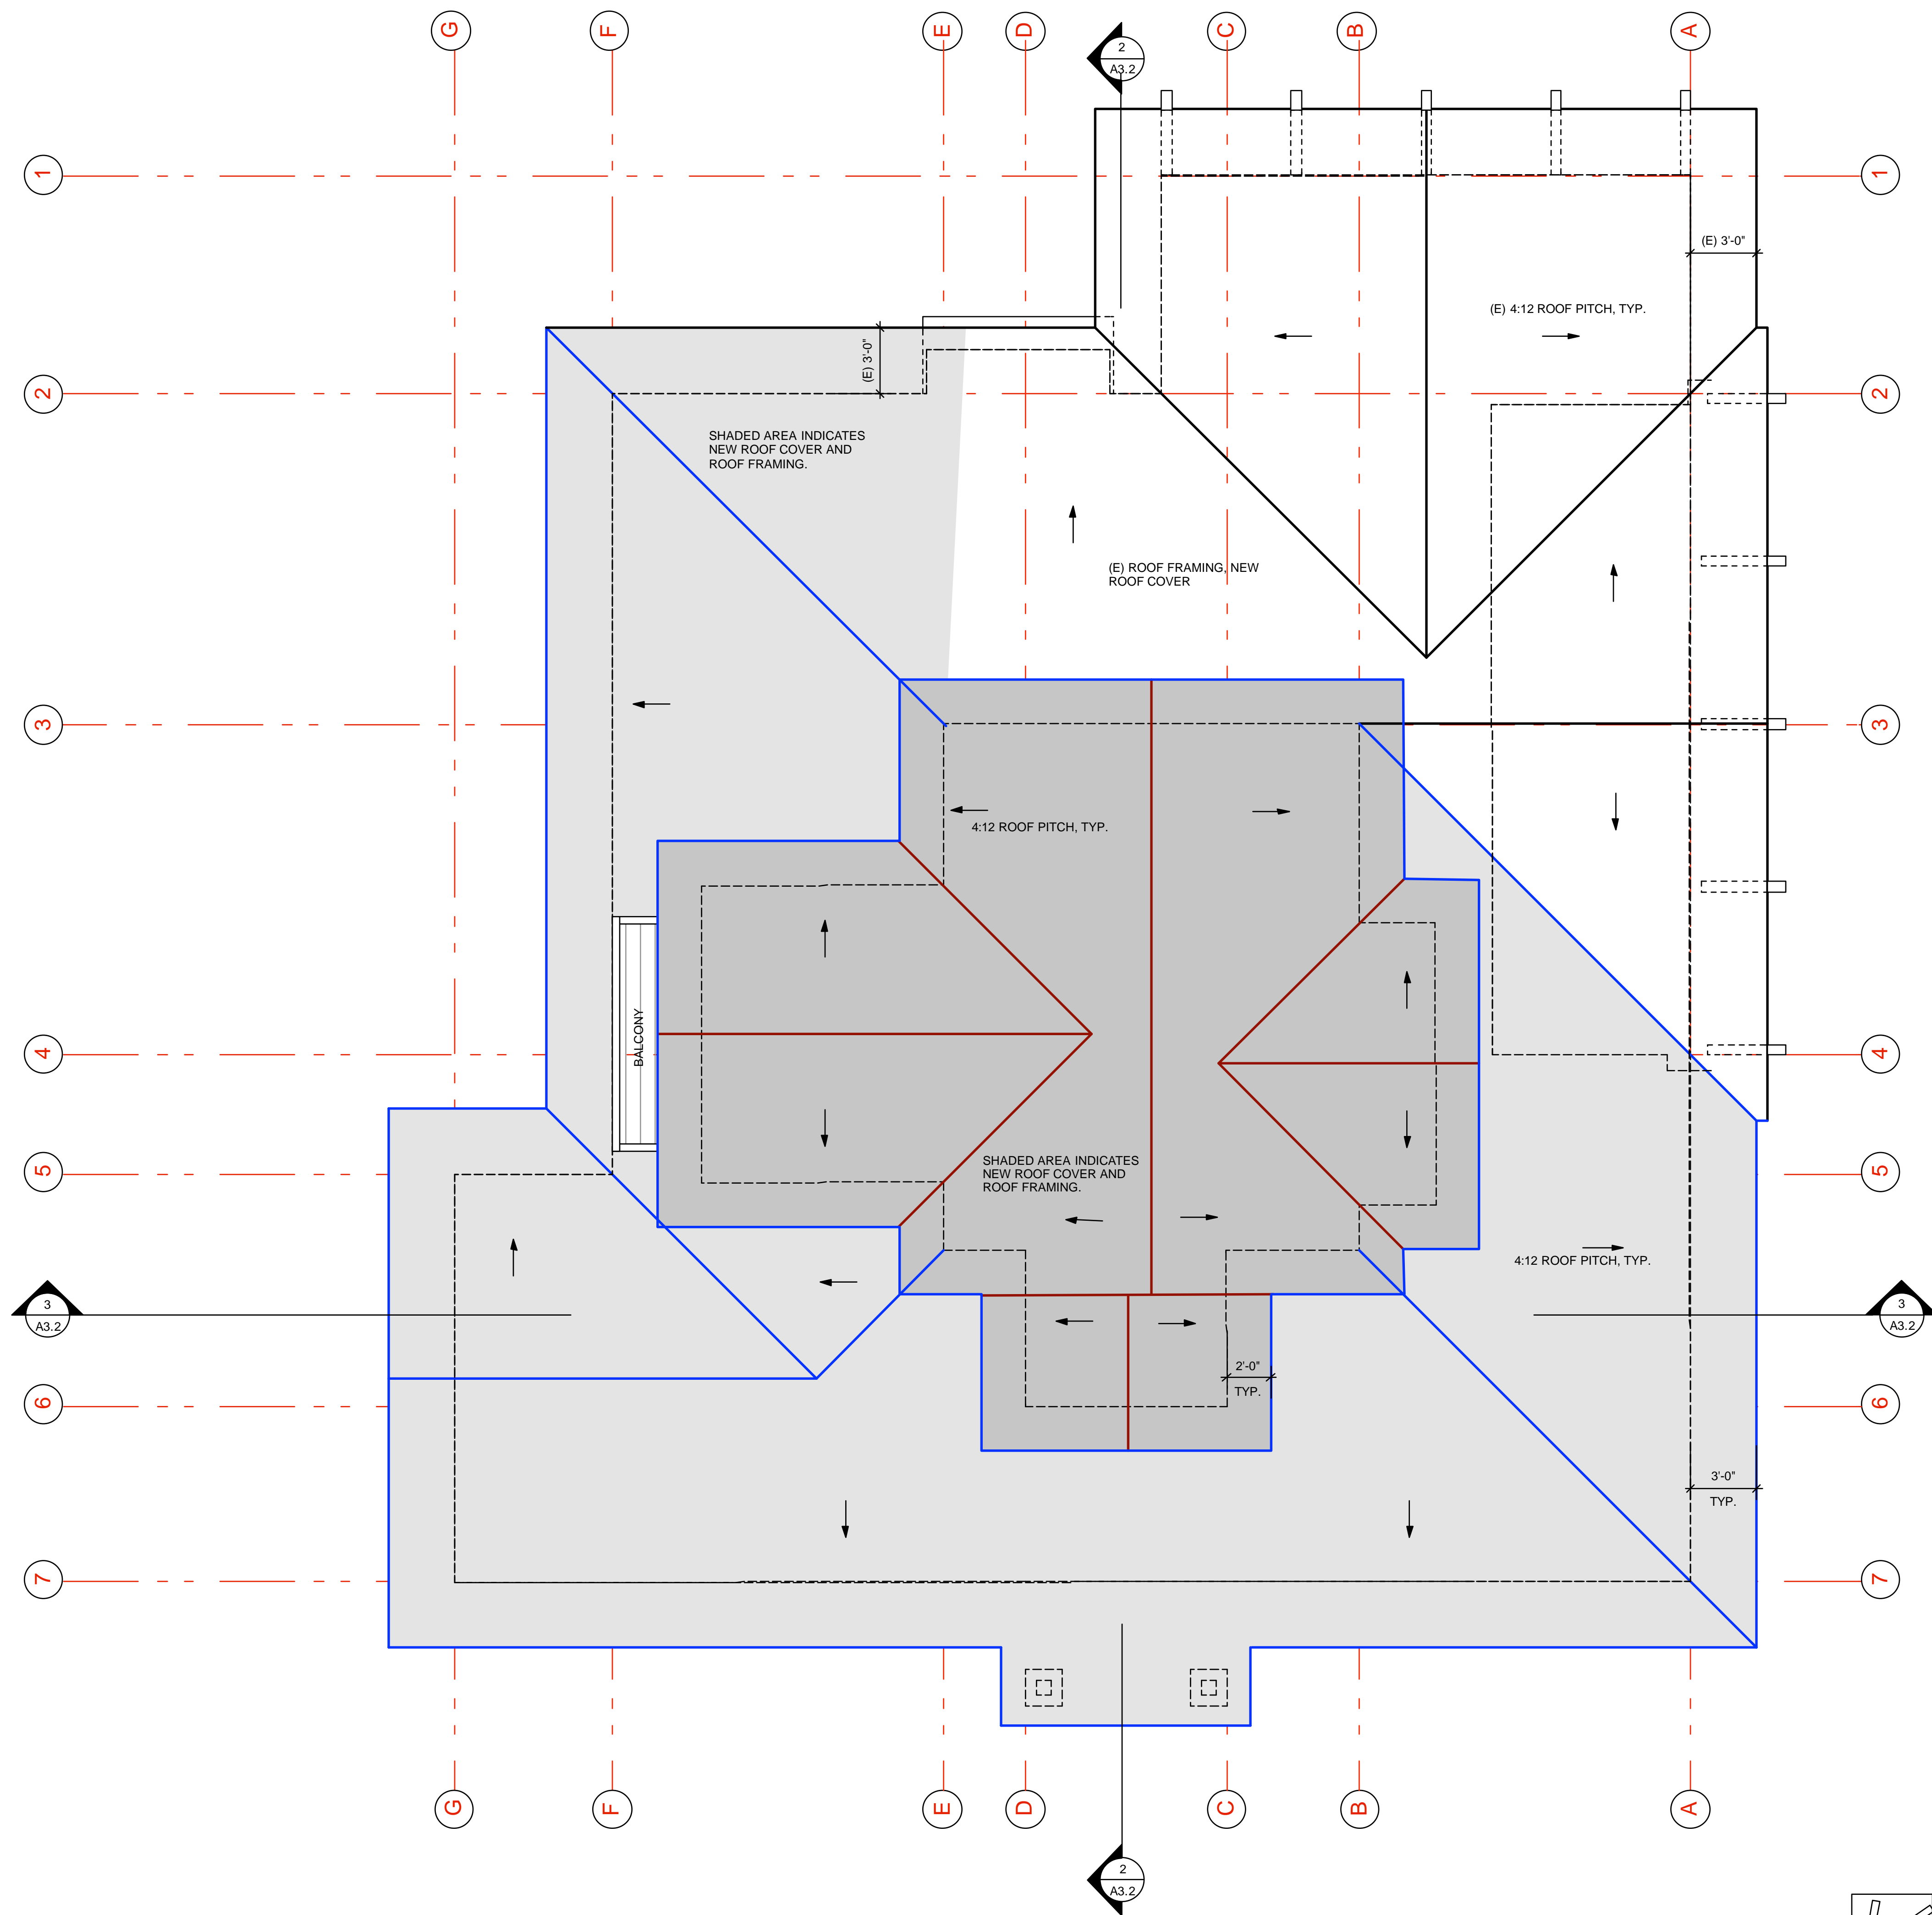 G
F
E
D
C
B
A
2
A3.2
1
1
(E) 3'-0"
(E) 4:12 ROOF PITCH, TYP.
(E) 3'-0"
2
2
SHADED AREA INDICATES
NEW ROOF COVER AND
ROOF FRAMING.
(E) ROOF FRAMING, NEW
ROOF COVER
3
3
4:12 ROOF PITCH, TYP.
BALCONY
4
4
SHADED AREA INDICATES
NEW ROOF COVER AND
ROOF FRAMING.
5
5
4:12 ROOF PITCH, TYP.
3
A3.2
3
A3.2
2'-0"
TYP.
6
6
3'-0"
TYP.
7
7
G
F
E
D
C
B
A
2
A3.2